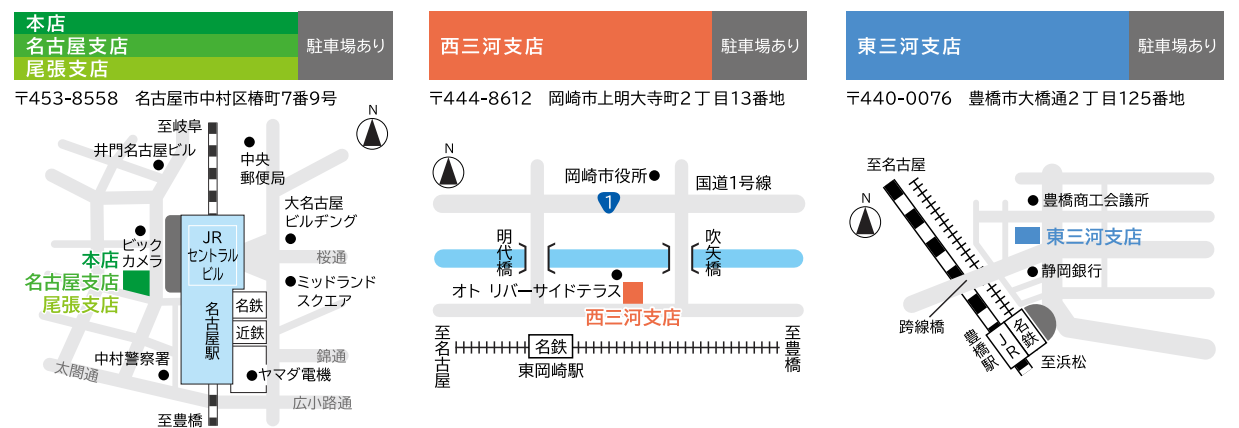 本店
名古屋支店
尾張支店
駐車場あり
〒453-8558 名古屋市中村区椿町7番9号
N
至岐阜
井門名古屋ビル
中央
郵便局
大名古屋
ビルヂング
ビック
カメラ
JR
セントラル
ビル
桜通
本店
名古屋支店
尾張支店
ミッドランド
スクエア
名古屋駅
名鉄
近鉄
中村警察署
太閤通
錦通
ヤマダ電機
広小路通
至豊橋
西三河支店
駐車場あり
〒444-8612 岡崎市上明大寺町2丁目13番地
N
岡崎市役所
国道1号線
1
明代橋
吹矢橋
オト リバーサイドテラス
西三河支店
至名古屋
名鉄
東岡崎駅
至豊橋
東三河支店
駐車場あり
〒440-0076 豊橋市大橋通2丁目125番地
至名古屋
N
豊橋商工会議所
東三河支店
静岡銀行
跨線橋
豊橋駅
JR
名鉄
至浜松